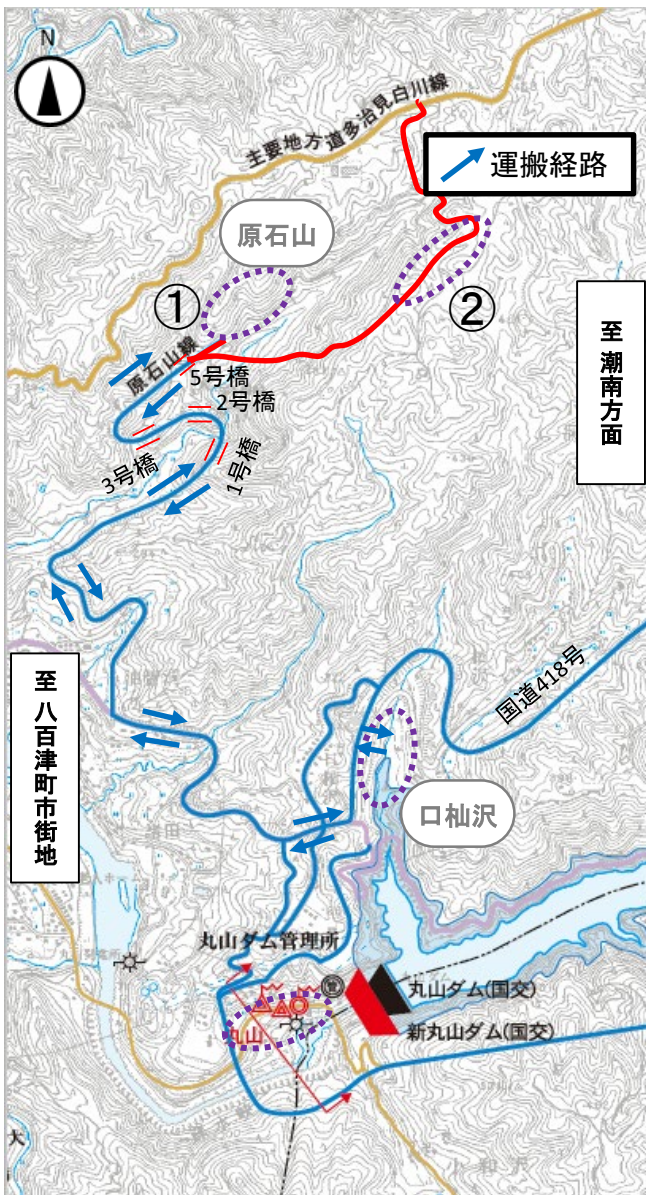 N
主要地方道多治見白川線
運搬経路
原石山
①
②
至 潮南方面
原石山線
5号橋
2号橋
3号橋
1号橋
国道418号
至 八百津町市街地
口杣沢
丸山ダム管理所
管
丸山ダム(国交)
丸山
新丸山ダム(国交)
大